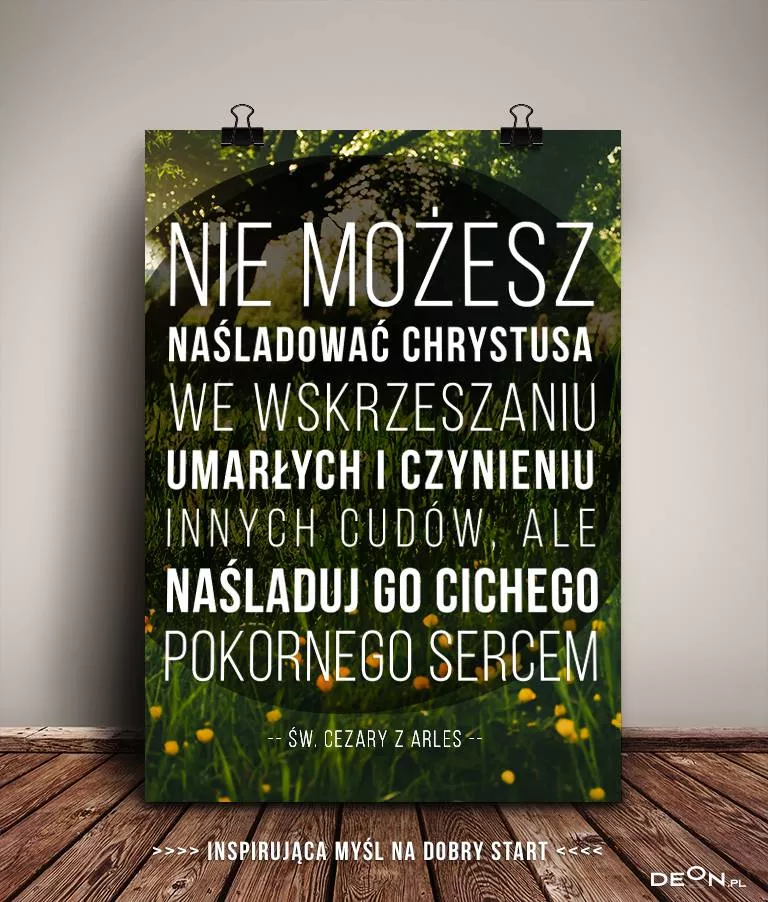 NIE MOŻESZ
NAŚLADOWAĆ CHRYSTUSA
WE WSKRZESZANIU
UMARŁYCH I CZYNIENIU
INNYCH CUDÓW, ALE
NAŚLADUJ GO CICHEGO
POKORNEGO SERCEM
-- ŚW. CEZARY Z ARLES --
>>>> INSPIRUJĄCA MYŚL NA DOBRY START <<<<
DEON.PL